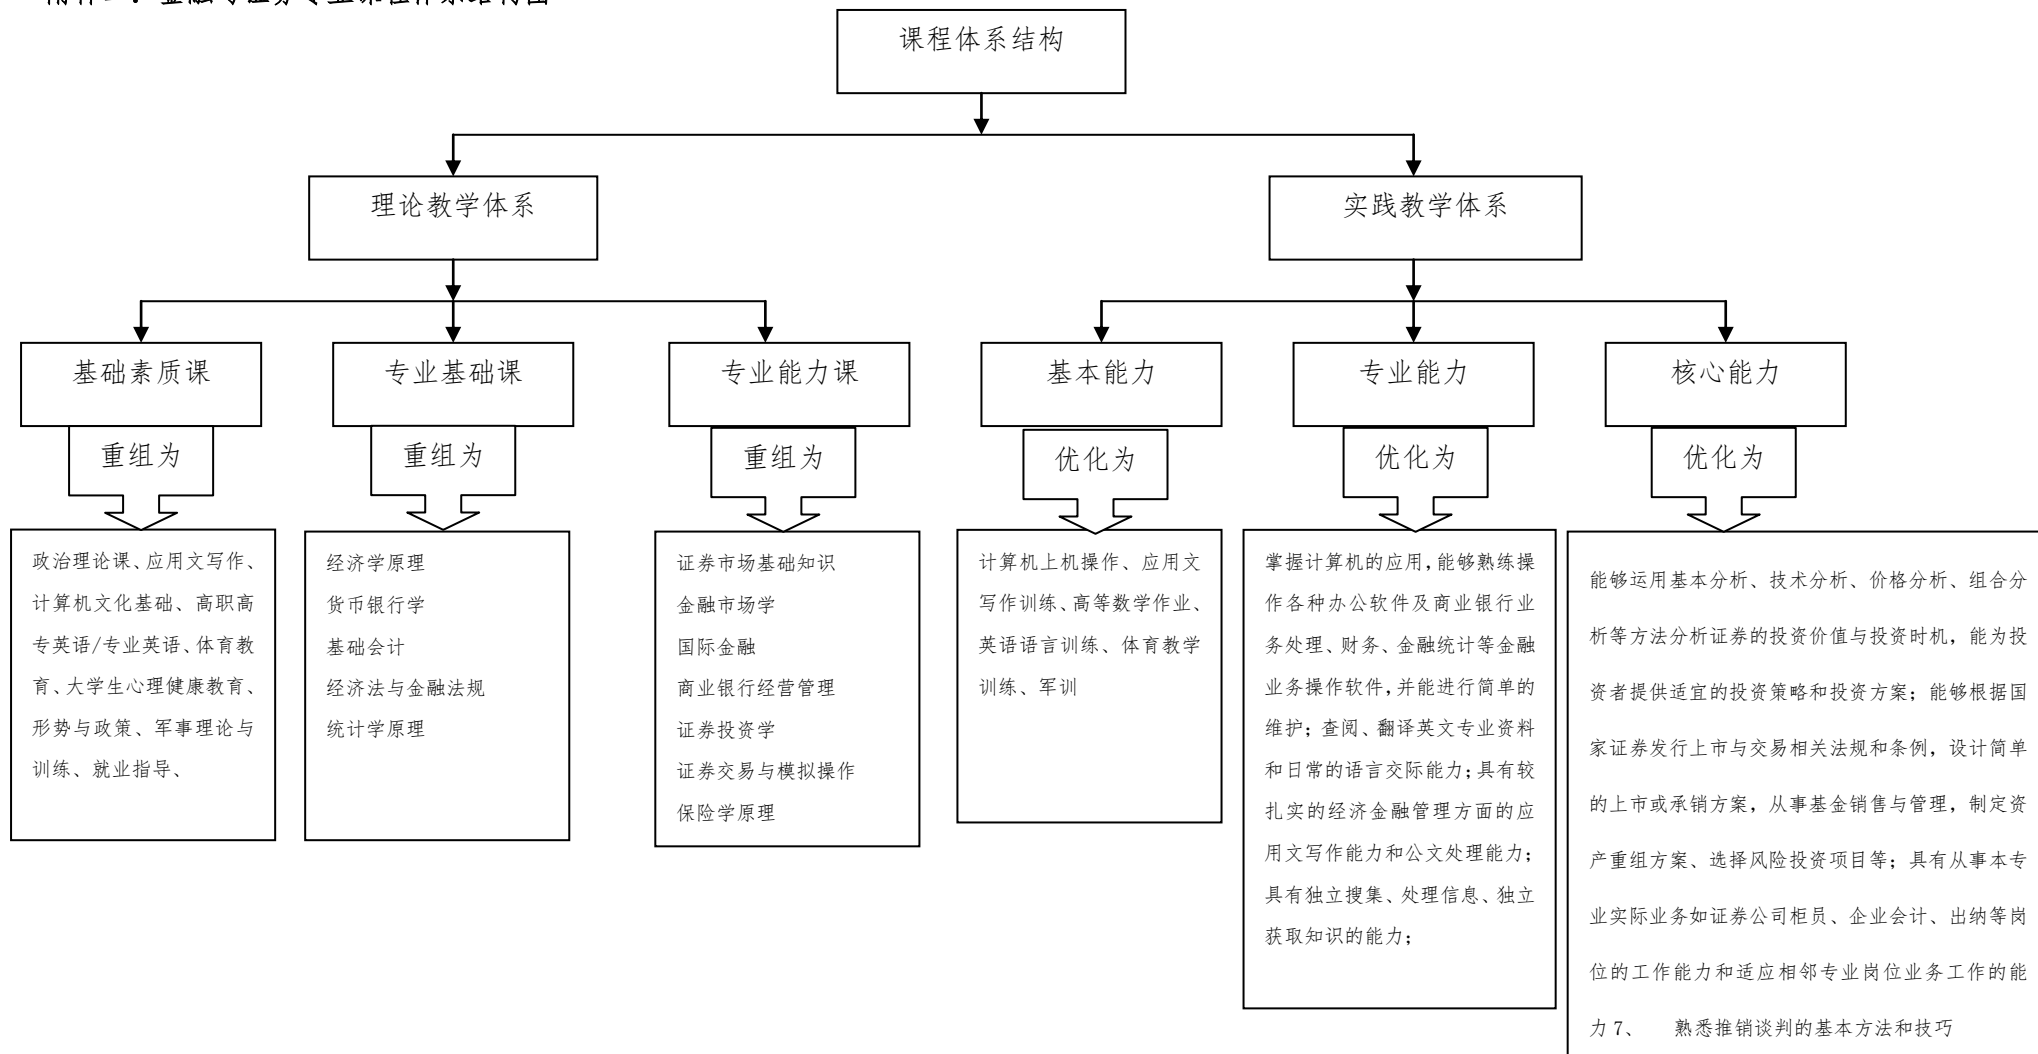 金融与证券专业课程体系结构图
课程体系结构
理论教学体系
实践教学体系
基础素质课
专业基础课
专业能力课
基本能力
专业能力
核心能力
重组为
重组为
重组为
优化为
优化为
优化为
政治理论课、应用文写作、
计算机文化基础、高职高
专英语/专业英语、体育教
育、大学生心理健康教育、
形势与政策、军事理论与
训练、就业指导、
经济学原理
货币银行学
基础会计
经济法与金融法规
统计学原理
证券市场基础知识
金融市场学
国际金融
商业银行经营管理
证券投资学
证券交易与模拟操作
保险学原理
计算机上机操作、应用文
写作训练、高等数学作业、
英语语言训练、体育教学
训练、军训
掌握计算机的应用，能够熟练操
作各种办公软件及商业银行业
务处理、财务、金融统计等金融
业务操作软件，并能进行简单的
维护；查阅、翻译英文专业资料
和日常的语言交际能力；具有较
扎实的经济金融管理方面的应
用文写作能力和公文处理能力；
具有独立搜集、处理信息、独立
获取知识的能力；
能够运用基本分析、技术分析、价格分析、组合分
析等方法分析证券的投资价值与投资时机，能为投
资者提供适宜的投资策略和投资方案；能够根据国
家证券发行上市与交易相关法规和条例，设计简单
的上市或承销方案，从事基金销售与管理，制定资
产重组方案、选择风险投资项目等；具有从事本专
业实际业务如证券公司柜员、企业会计、出纳等岗
位的工作能力和适应相邻专业岗位业务工作的能
力 7、 熟悉推销谈判的基本方法和技巧